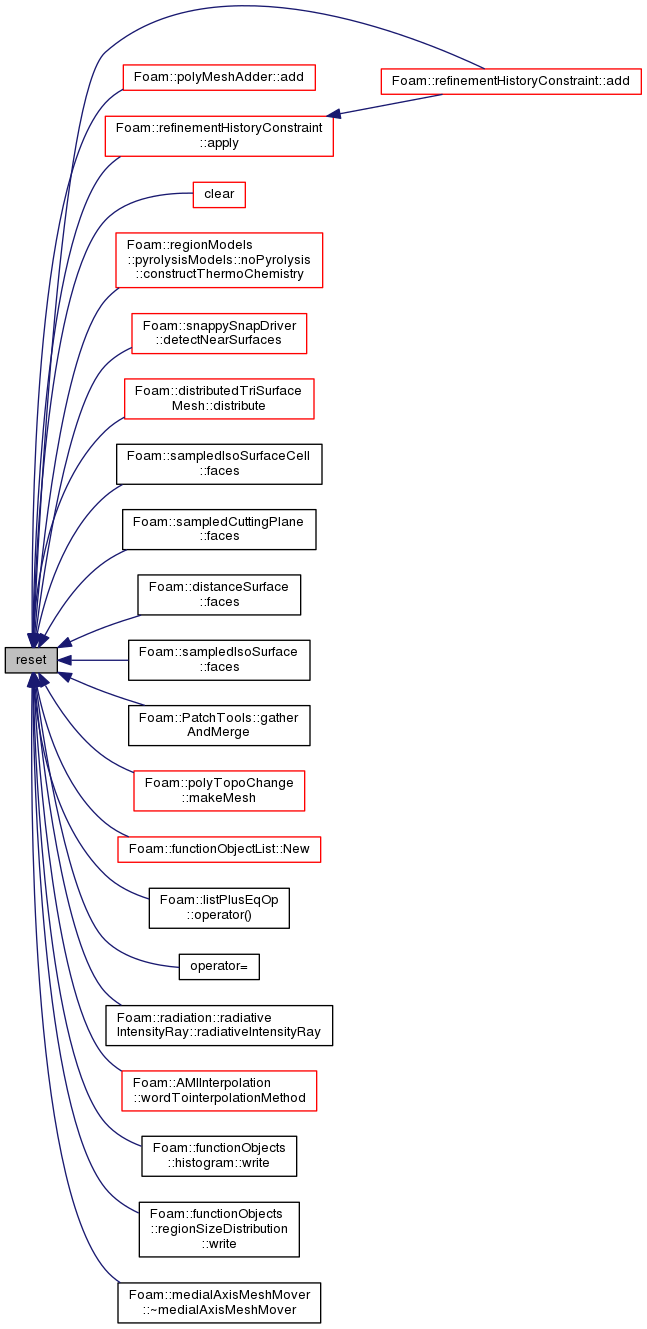 Foam::polyMeshAdder::add
Foam::refinementHistoryConstraint::add
Foam::refinementHistoryConstraint
::apply
clear
Foam::regionModels
::pyrolysisModels::noPyrolysis
::constructThermoChemistry
Foam::snappySnapDriver
::detectNearSurfaces
Foam::distributedTriSurface
Mesh::distribute
Foam::sampledIsoSurfaceCell
::faces
Foam::sampledCuttingPlane
::faces
Foam::distanceSurface
::faces
reset
Foam::sampledIsoSurface
::faces
Foam::PatchTools::gather
AndMerge
Foam::polyTopoChange
::makeMesh
Foam::functionObjectList::New
Foam::listPlusEqOp
::operator()
operator=
Foam::radiation::radiative
IntensityRay::radiativeIntensityRay
Foam::AMIInterpolation
::wordTointerpolationMethod
Foam::functionObjects
::histogram::write
Foam::functionObjects
::regionSizeDistribution
::write
Foam::medialAxisMeshMover
::~medialAxisMeshMover